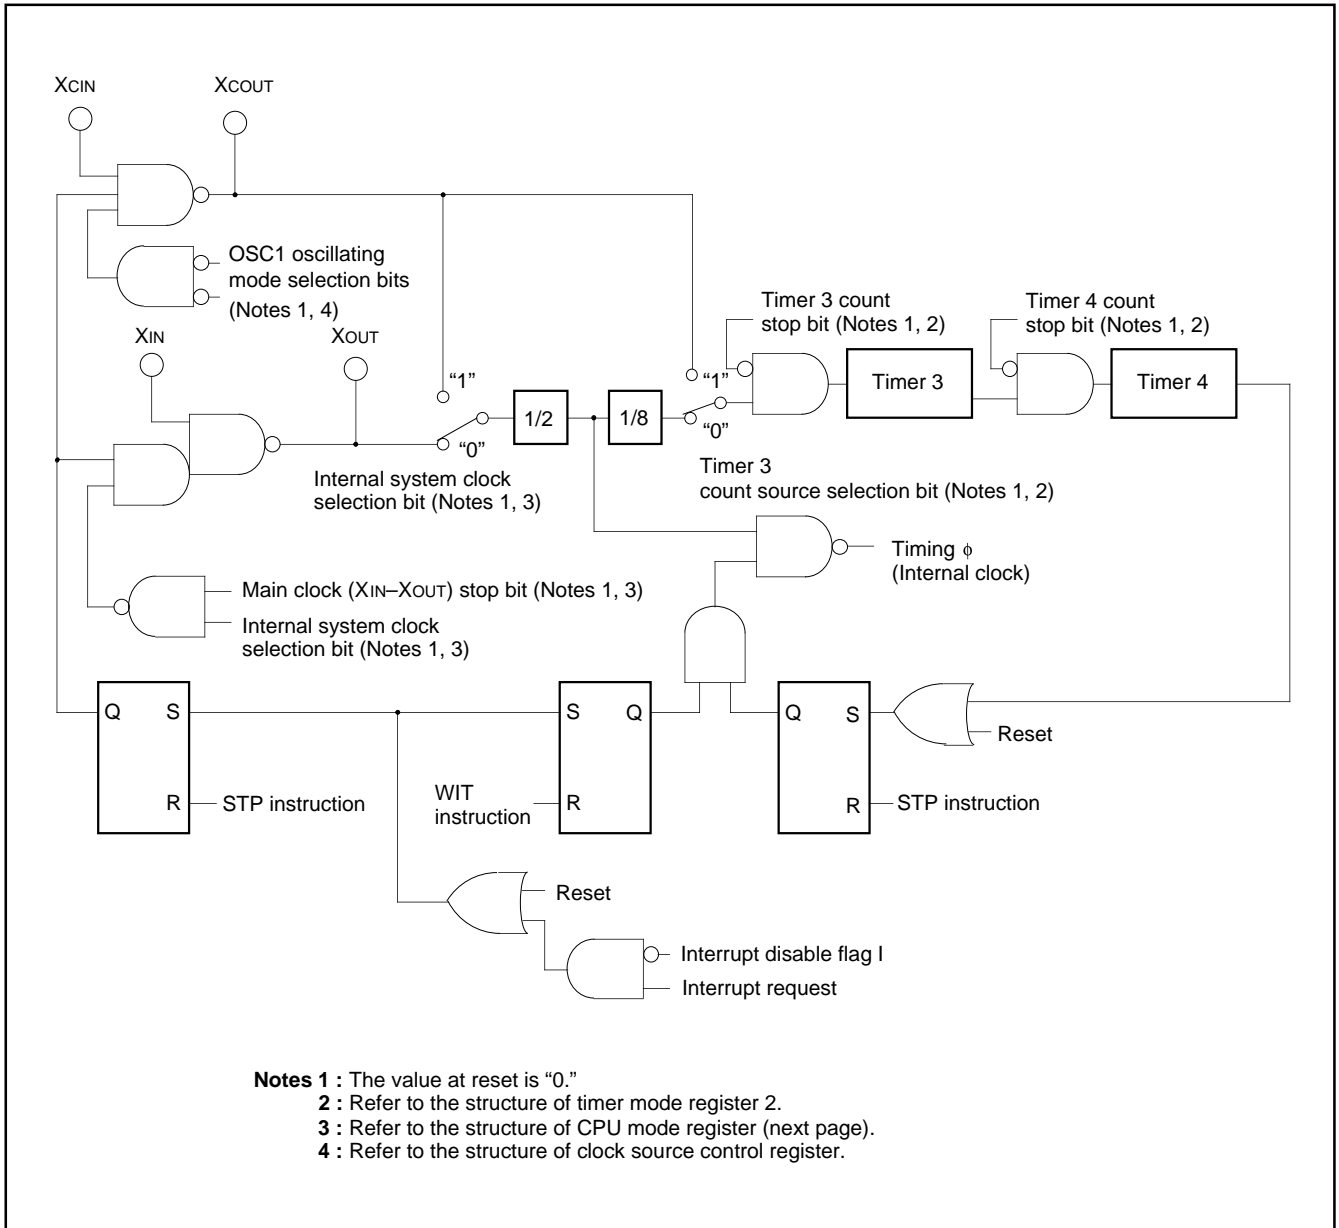 XCIN
XCOUT
OSC1 oscillating
mode selection bits
(Notes 1, 4)
XIN
XOUT
“1”
“0”
Internal system clock
selection bit (Notes 1, 3)
1/2
1/8
“1”
“0”
Timer 3 count
stop bit (Notes 1, 2)
Timer 3
Timer 4 count
stop bit (Notes 1, 2)
Timer 4
Timer 3
count source selection bit (Notes 1, 2)
Timing ϕ
(Internal clock)
Main clock (XIN–XOUT) stop bit (Notes 1, 3)
Internal system clock
selection bit (Notes 1, 3)
Q S
R
STP instruction
S Q
R
WIT
instruction
Q S
R
Reset
STP instruction
Reset
Interrupt disable flag I
Interrupt request
Notes 1 : The value at reset is “0.”
2 : Refer to the structure of timer mode register 2.
3 : Refer to the structure of CPU mode register (next page).
4 : Refer to the structure of clock source control register.